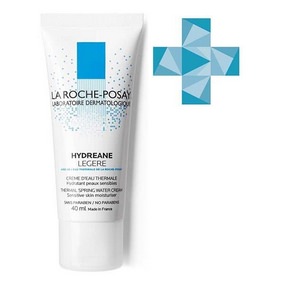 LA ROCHE-POSAY
LABORATOIRE DERMATOLOGIQUE
HYDREANE
LEGERE
CRÈME D'EAU THERMALE
Hydratant peaux sensibles
THERMAL SPRING WATER CREAM
Sensitive skin moisturiser
SANS PARABEN / NO PARABENS
40 ml Made in France